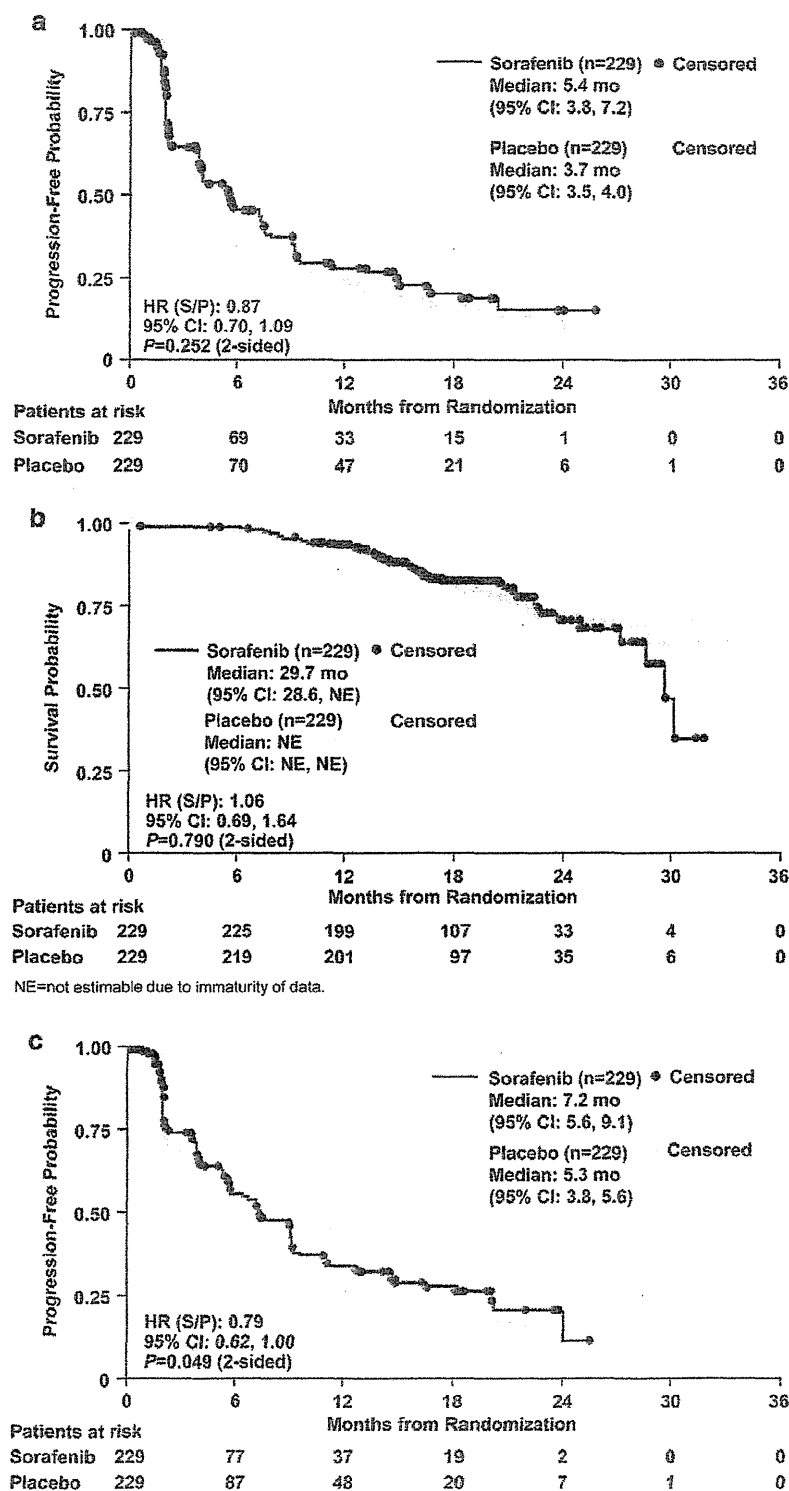 a
1.00
0.75
0.50
0.25
0
Progression-Free Probability
Sorafenib (n=229) Censored
Median: 5.4 mo
(95% CI: 3.8, 7.2)
Placebo (n=229) Censored
Median: 3.7 mo
(95% CI: 3.5, 4.0)
HR (S/P): 0.87
95% CI: 0.70, 1.09
P=0.252 (2-sided)
0 6 12 18 24 30 36
Months from Randomization
Patients at risk
Sorafenib 229 69 33 15 1 0 0
Placebo 229 70 47 21 6 1 0
b
1.00
0.75
0.50
0.25
0
Survival Probability
Sorafenib (n=229) Censored
Median: 29.7 mo
(95% CI: 28.6, NE)
Placebo (n=229) Censored
Median: NE
(95% CI: NE, NE)
HR (S/P): 1.06
95% CI: 0.69, 1.64
P=0.790 (2-sided)
0 6 12 18 24 30 36
Months from Randomization
Patients at risk
Sorafenib 229 225 199 107 33 4 0
Placebo 229 219 201 97 35 6 0
NE=not estimable due to immaturity of data.
c
1.00
0.75
0.50
0.25
0
Progression-Free Probability
Sorafenib (n=229) Censored
Median: 7.2 mo
(95% CI: 5.6, 9.1)
Placebo (n=229) Censored
Median: 5.3 mo
(95% CI: 3.8, 5.6)
HR (S/P): 0.79
95% CI: 0.62, 1.00
P=0.049 (2-sided)
0 6 12 18 24 30 36
Months from Randomization
Patients at risk
Sorafenib 229 77 37 19 2 0 0
Placebo 229 87 48 20 7 1 0